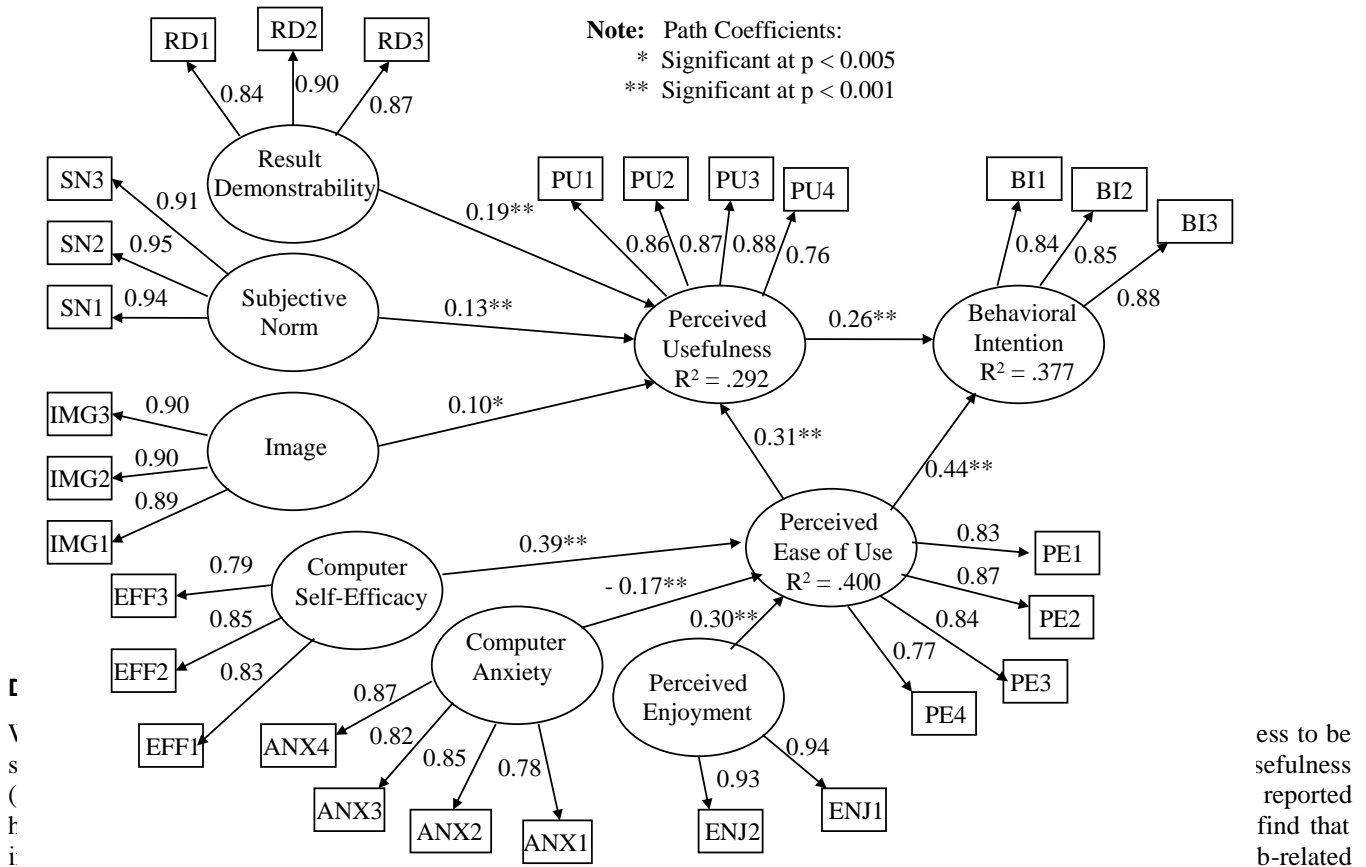 Note: Path Coefficients:
* Significant at p < 0.005
** Significant at p < 0.001
RD1
RD2
RD3
0.84
0.90
0.87
Result
Demonstrability
SN3
SN2
SN1
0.91
0.95
0.94
Subjective
Norm
IMG3
IMG2
IMG1
0.90
0.90
0.89
Image
0.19**
0.13**
0.10*
PU1
PU2
PU3
PU4
0.86
0.87
0.88
0.76
Perceived
Usefulness
R² = .292
0.26**
BI1
BI2
BI3
0.84
0.85
0.88
Behavioral
Intention
R² = .377
0.31**
0.44**
EFF3
EFF2
EFF1
0.79
0.85
0.83
Computer
Self-Efficacy
0.39**
- 0.17**
0.30**
Perceived
Ease of Use
R² = .400
0.83
0.87
0.84
0.77
PE1
PE2
PE3
PE4
Computer
Anxiety
0.87
0.82
0.85
0.78
ANX4
ANX3
ANX2
ANX1
Perceived
Enjoyment
0.93
0.94
ENJ2
ENJ1
ess to be
sefulness
( reported
h find that
b-related